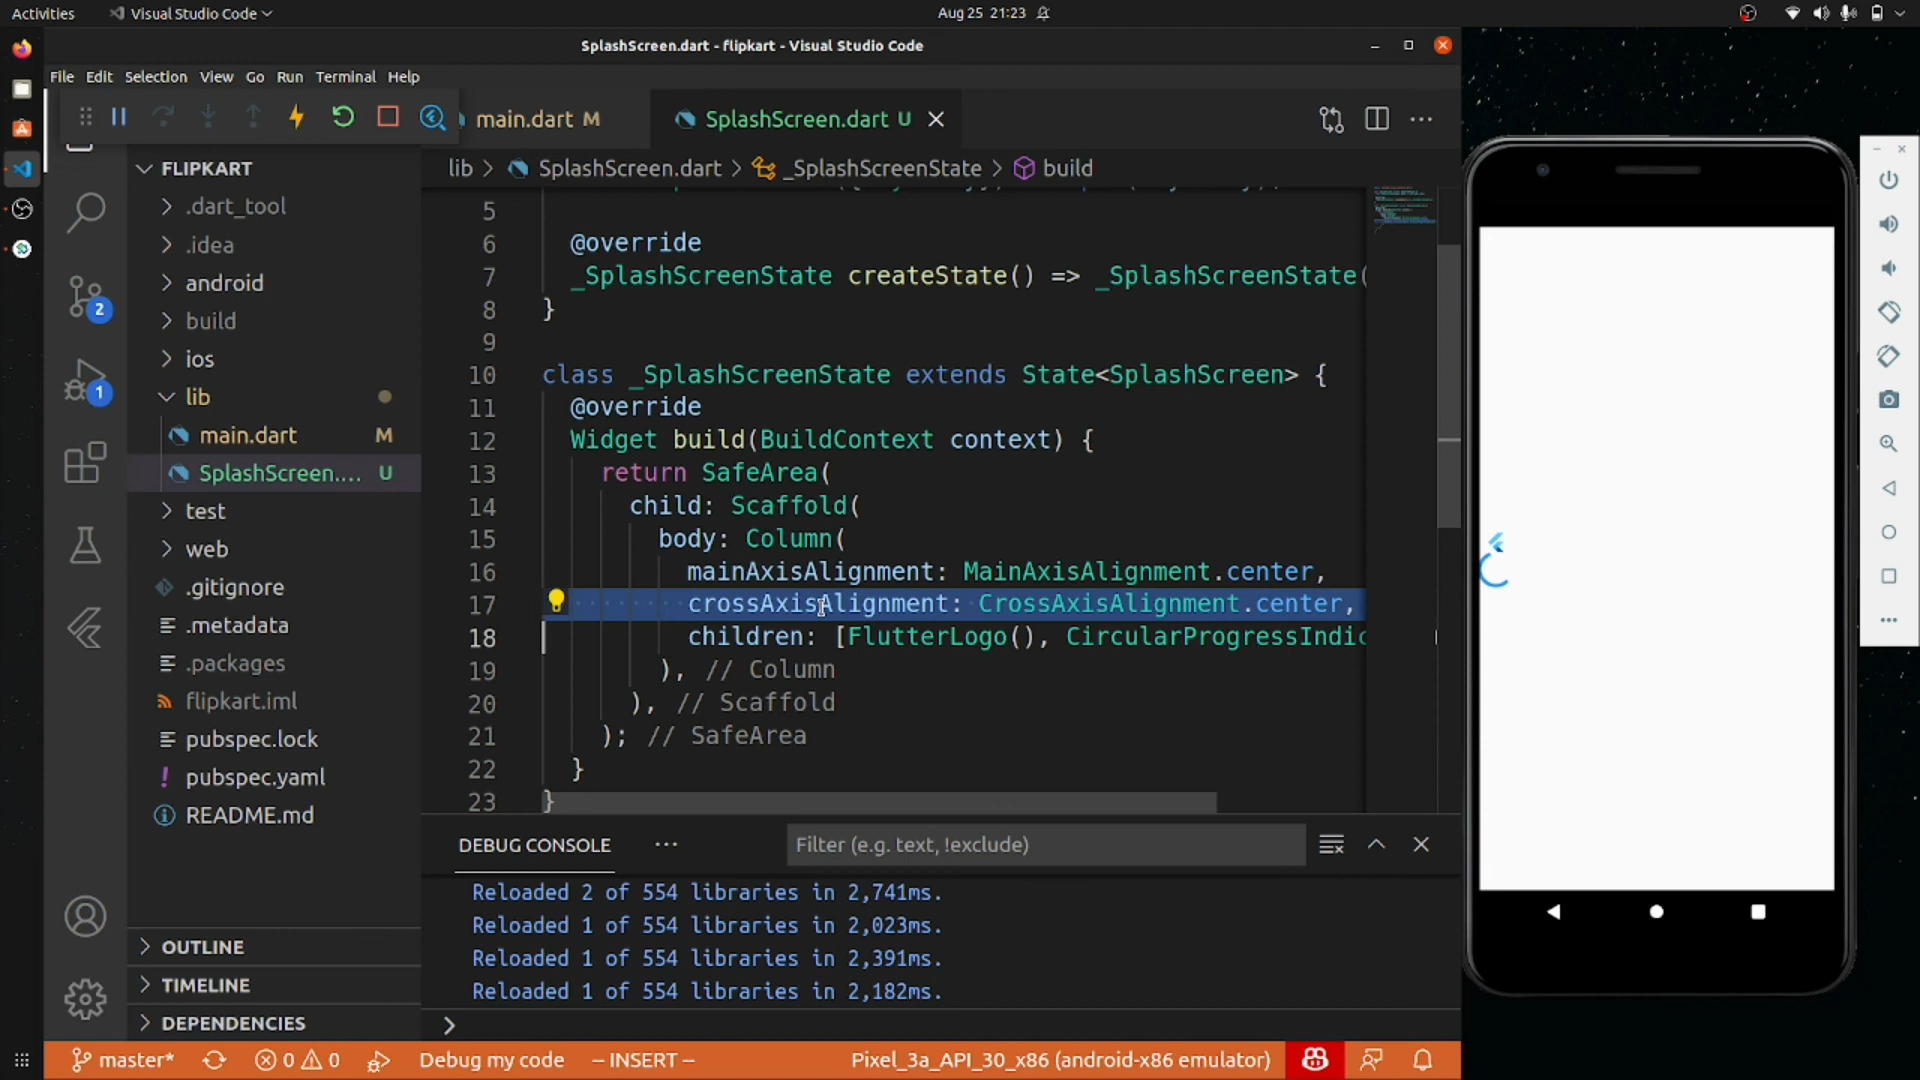 Activities
Visual Studio Code
Aug 25 21:23
SplashScreen.dart - flipkart - Visual Studio Code
File Edit Selection View Go Run Terminal Help
main.dart M
SplashScreen.dart U
lib > SplashScreen.dart > _SplashScreenState > build
FLIPKART
.dart_tool
.idea
android
build
ios
lib
main.dart M
SplashScreen.... U
test
web
.gitignore
.metadata
.packages
flipkart.iml
pubspec.lock
pubspec.yaml
README.md
OUTLINE
TIMELINE
DEPENDENCIES
2
1
5
6 @override
7 _SplashScreenState createState() => _SplashScreenState(
8 }
9
10 class _SplashScreenState extends State<SplashScreen> {
11 @override
12 Widget build(BuildContext context) {
13 return SafeArea(
14 child: Scaffold(
15 body: Column(
16 mainAxisAlignment: MainAxisAlignment.center,
17 crossAxisAlignment: CrossAxisAlignment.center,
18 children: [FlutterLogo(), CircularProgressIndic
19 ), // Column
20 ), // Scaffold
21 ); // SafeArea
22 }
23 }
DEBUG CONSOLE
Filter (e.g. text, !exclude)
Reloaded 2 of 554 libraries in 2,741ms.
Reloaded 1 of 554 libraries in 2,023ms.
Reloaded 1 of 554 libraries in 2,391ms.
Reloaded 1 of 554 libraries in 2,182ms.
>
master* 0 0 Debug my code -- INSERT -- Pixel_3a_API_30_x86 (android-x86 emulator)